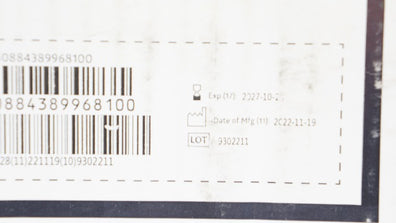 0884389968100
0884389968100
28(11)221119(10)9302211
Exp (17): 2027-10-2
Date of Mfg (11): 2022-11-19
LOT 9302211